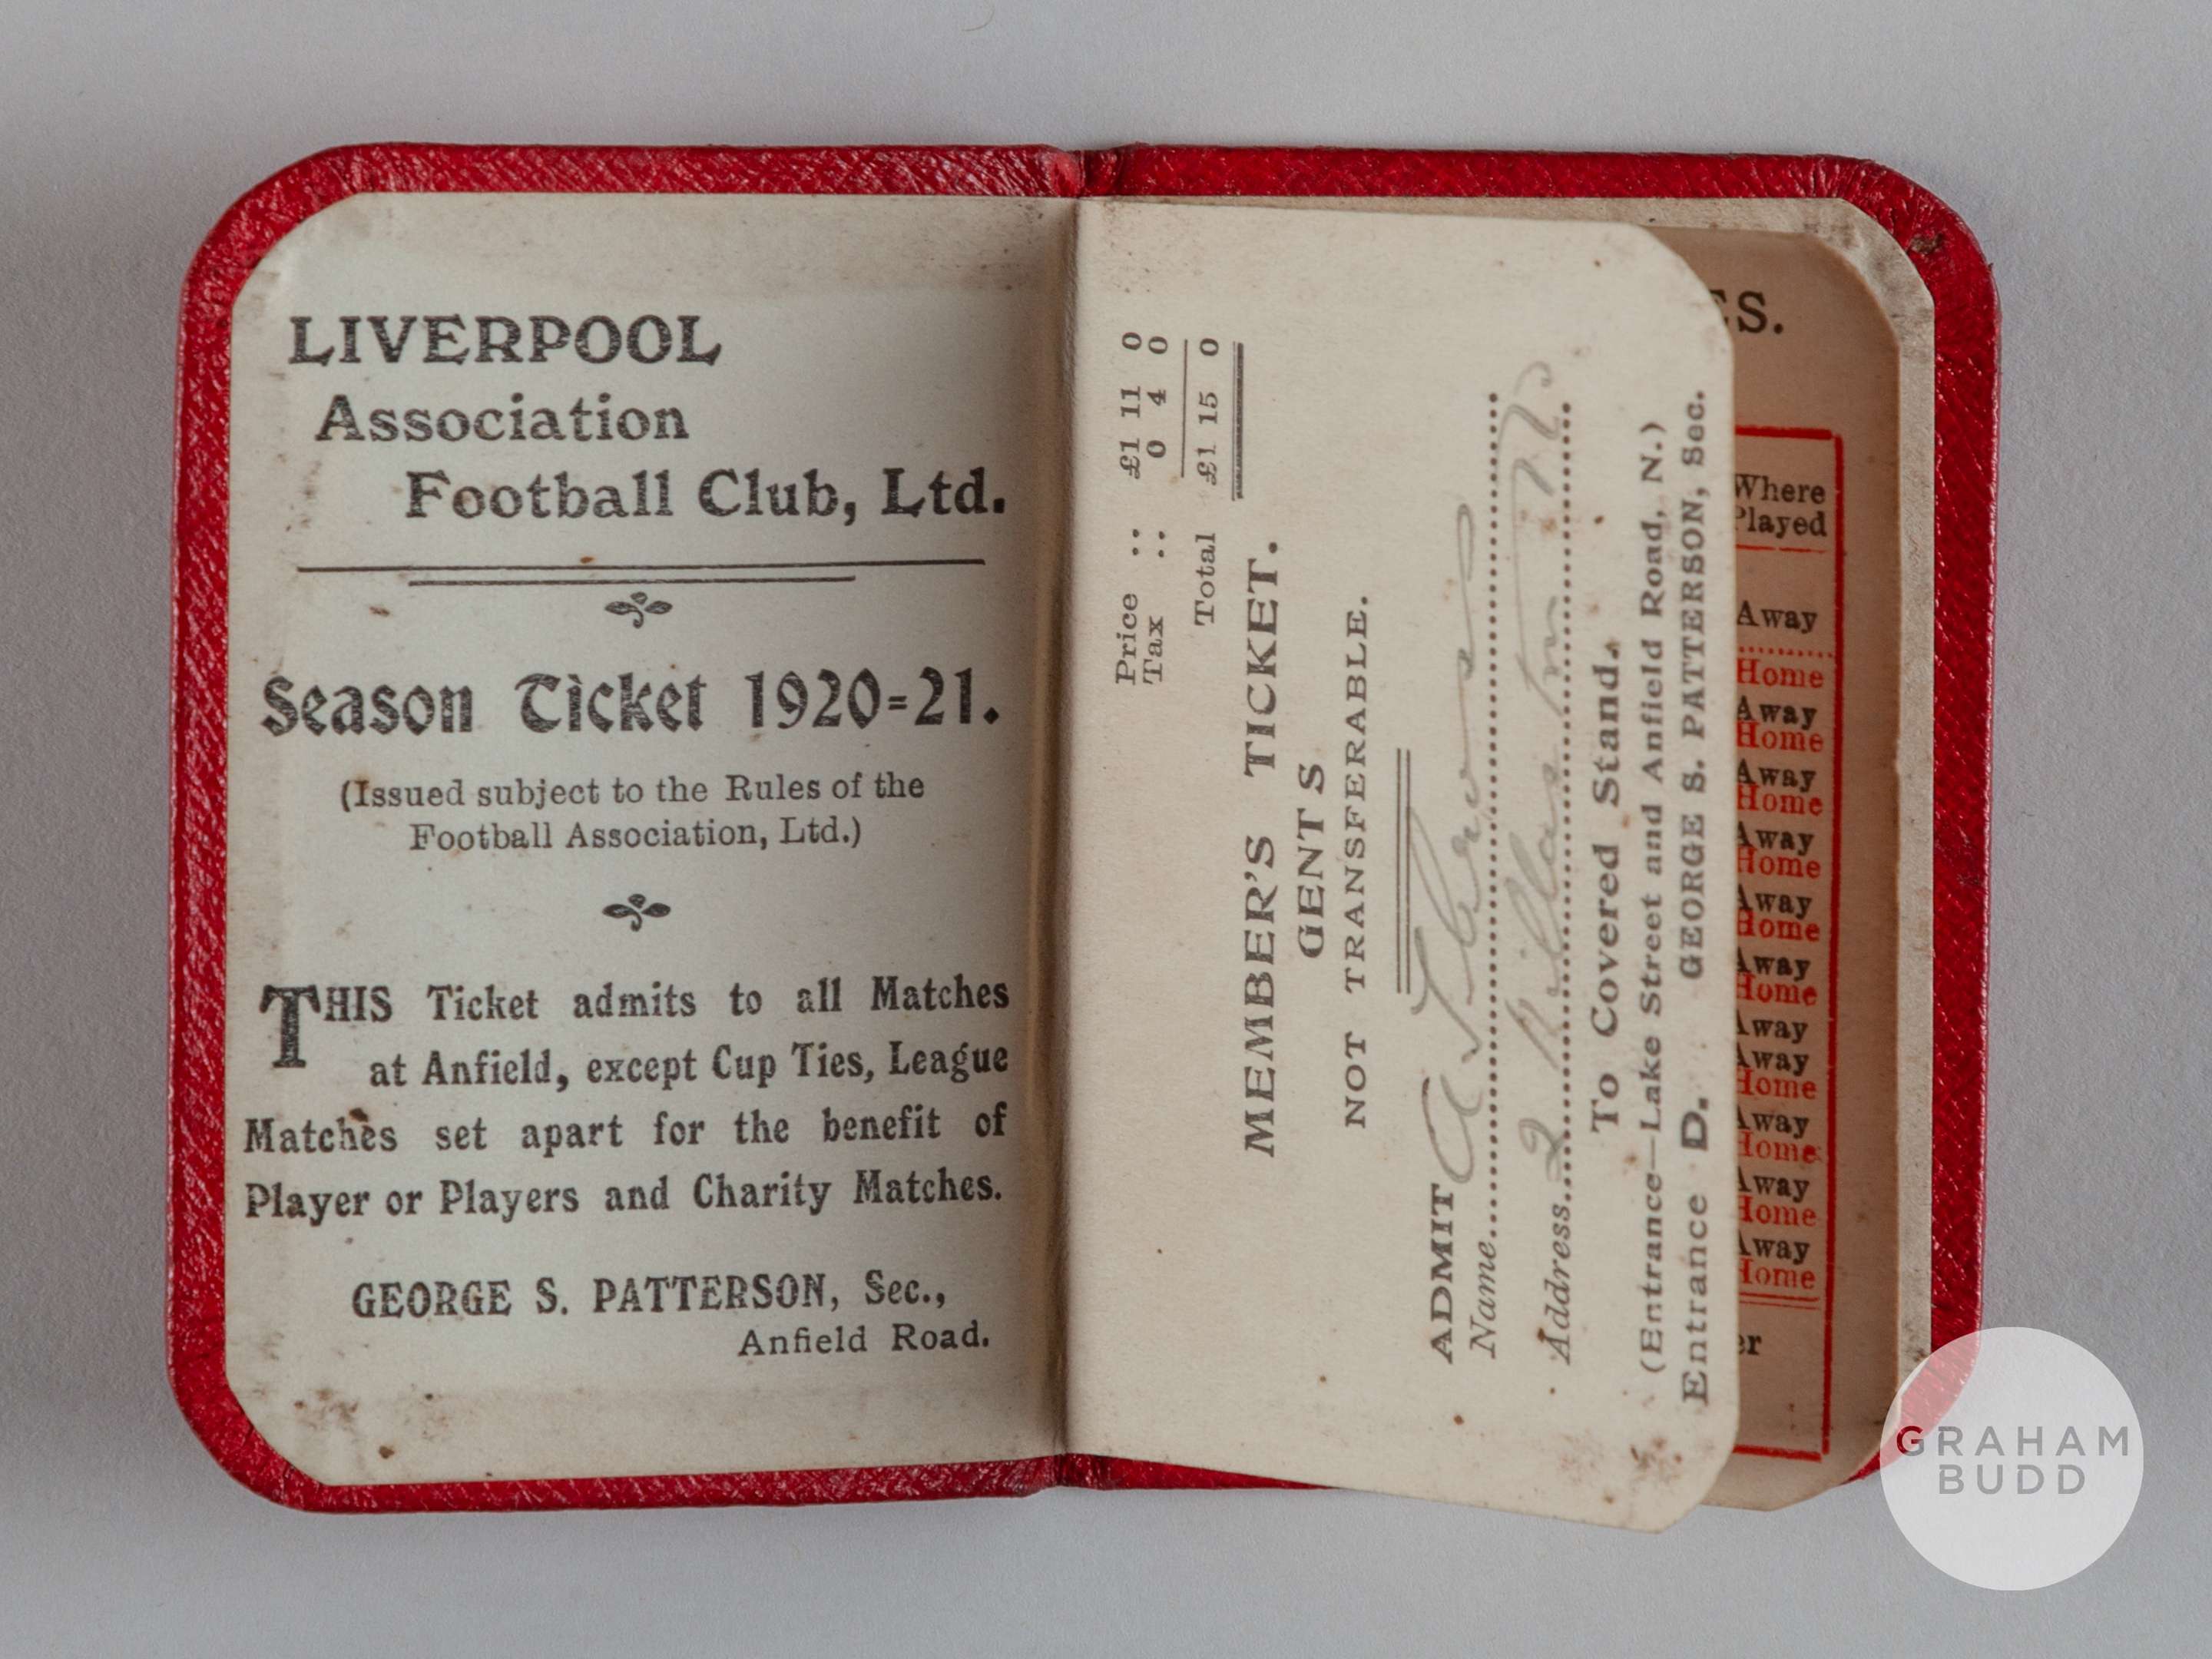 LIVERPOOL
Association
Football Club, Ltd.
Season Ticket 1920=21.
(Issued subject to the Rules of the
Football Association, Ltd.)
THIS Ticket admits to all Matches
at Anfield, except Cup Ties, League
Matches set apart for the benefit of
Player or Players and Charity Matches.
GEORGE S. PATTERSON, Sec.,
Anfield Road.
Price .. £1 11 0
Tax .. 0 4 0
Total £1 15 0
MEMBER'S TICKET.
GENTS
NOT TRANSFERABLE.
ADMIT
Name
Address 2
To Covered Stand.
(Entrance—Lake Street and Anfield Road, N.)
Entrance D. GEORGE S. PATTERSON, Sec.
Where
Played
Away
Home
Away
Home
Away
Home
Away
Home
Away
Home
Away
Home
Away
Away
Home
Away
Home
Away
Home
Away
Home
GRAHAM
BUDD